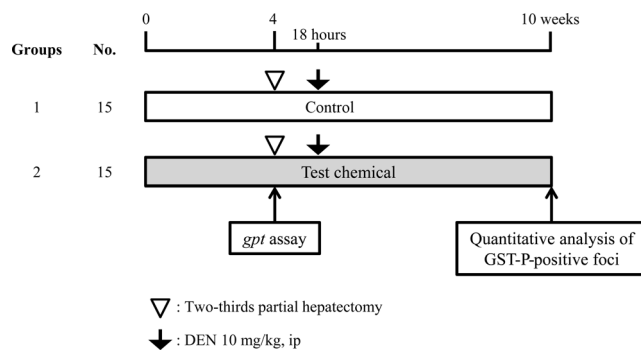 0 4 10 weeks
18 hours
Groups No.
1 15 Control
2 15 Test chemical
gpt assay
Quantitative analysis of
GST-P-positive foci
: Two-thirds partial hepatectomy
: DEN 10 mg/kg, ip